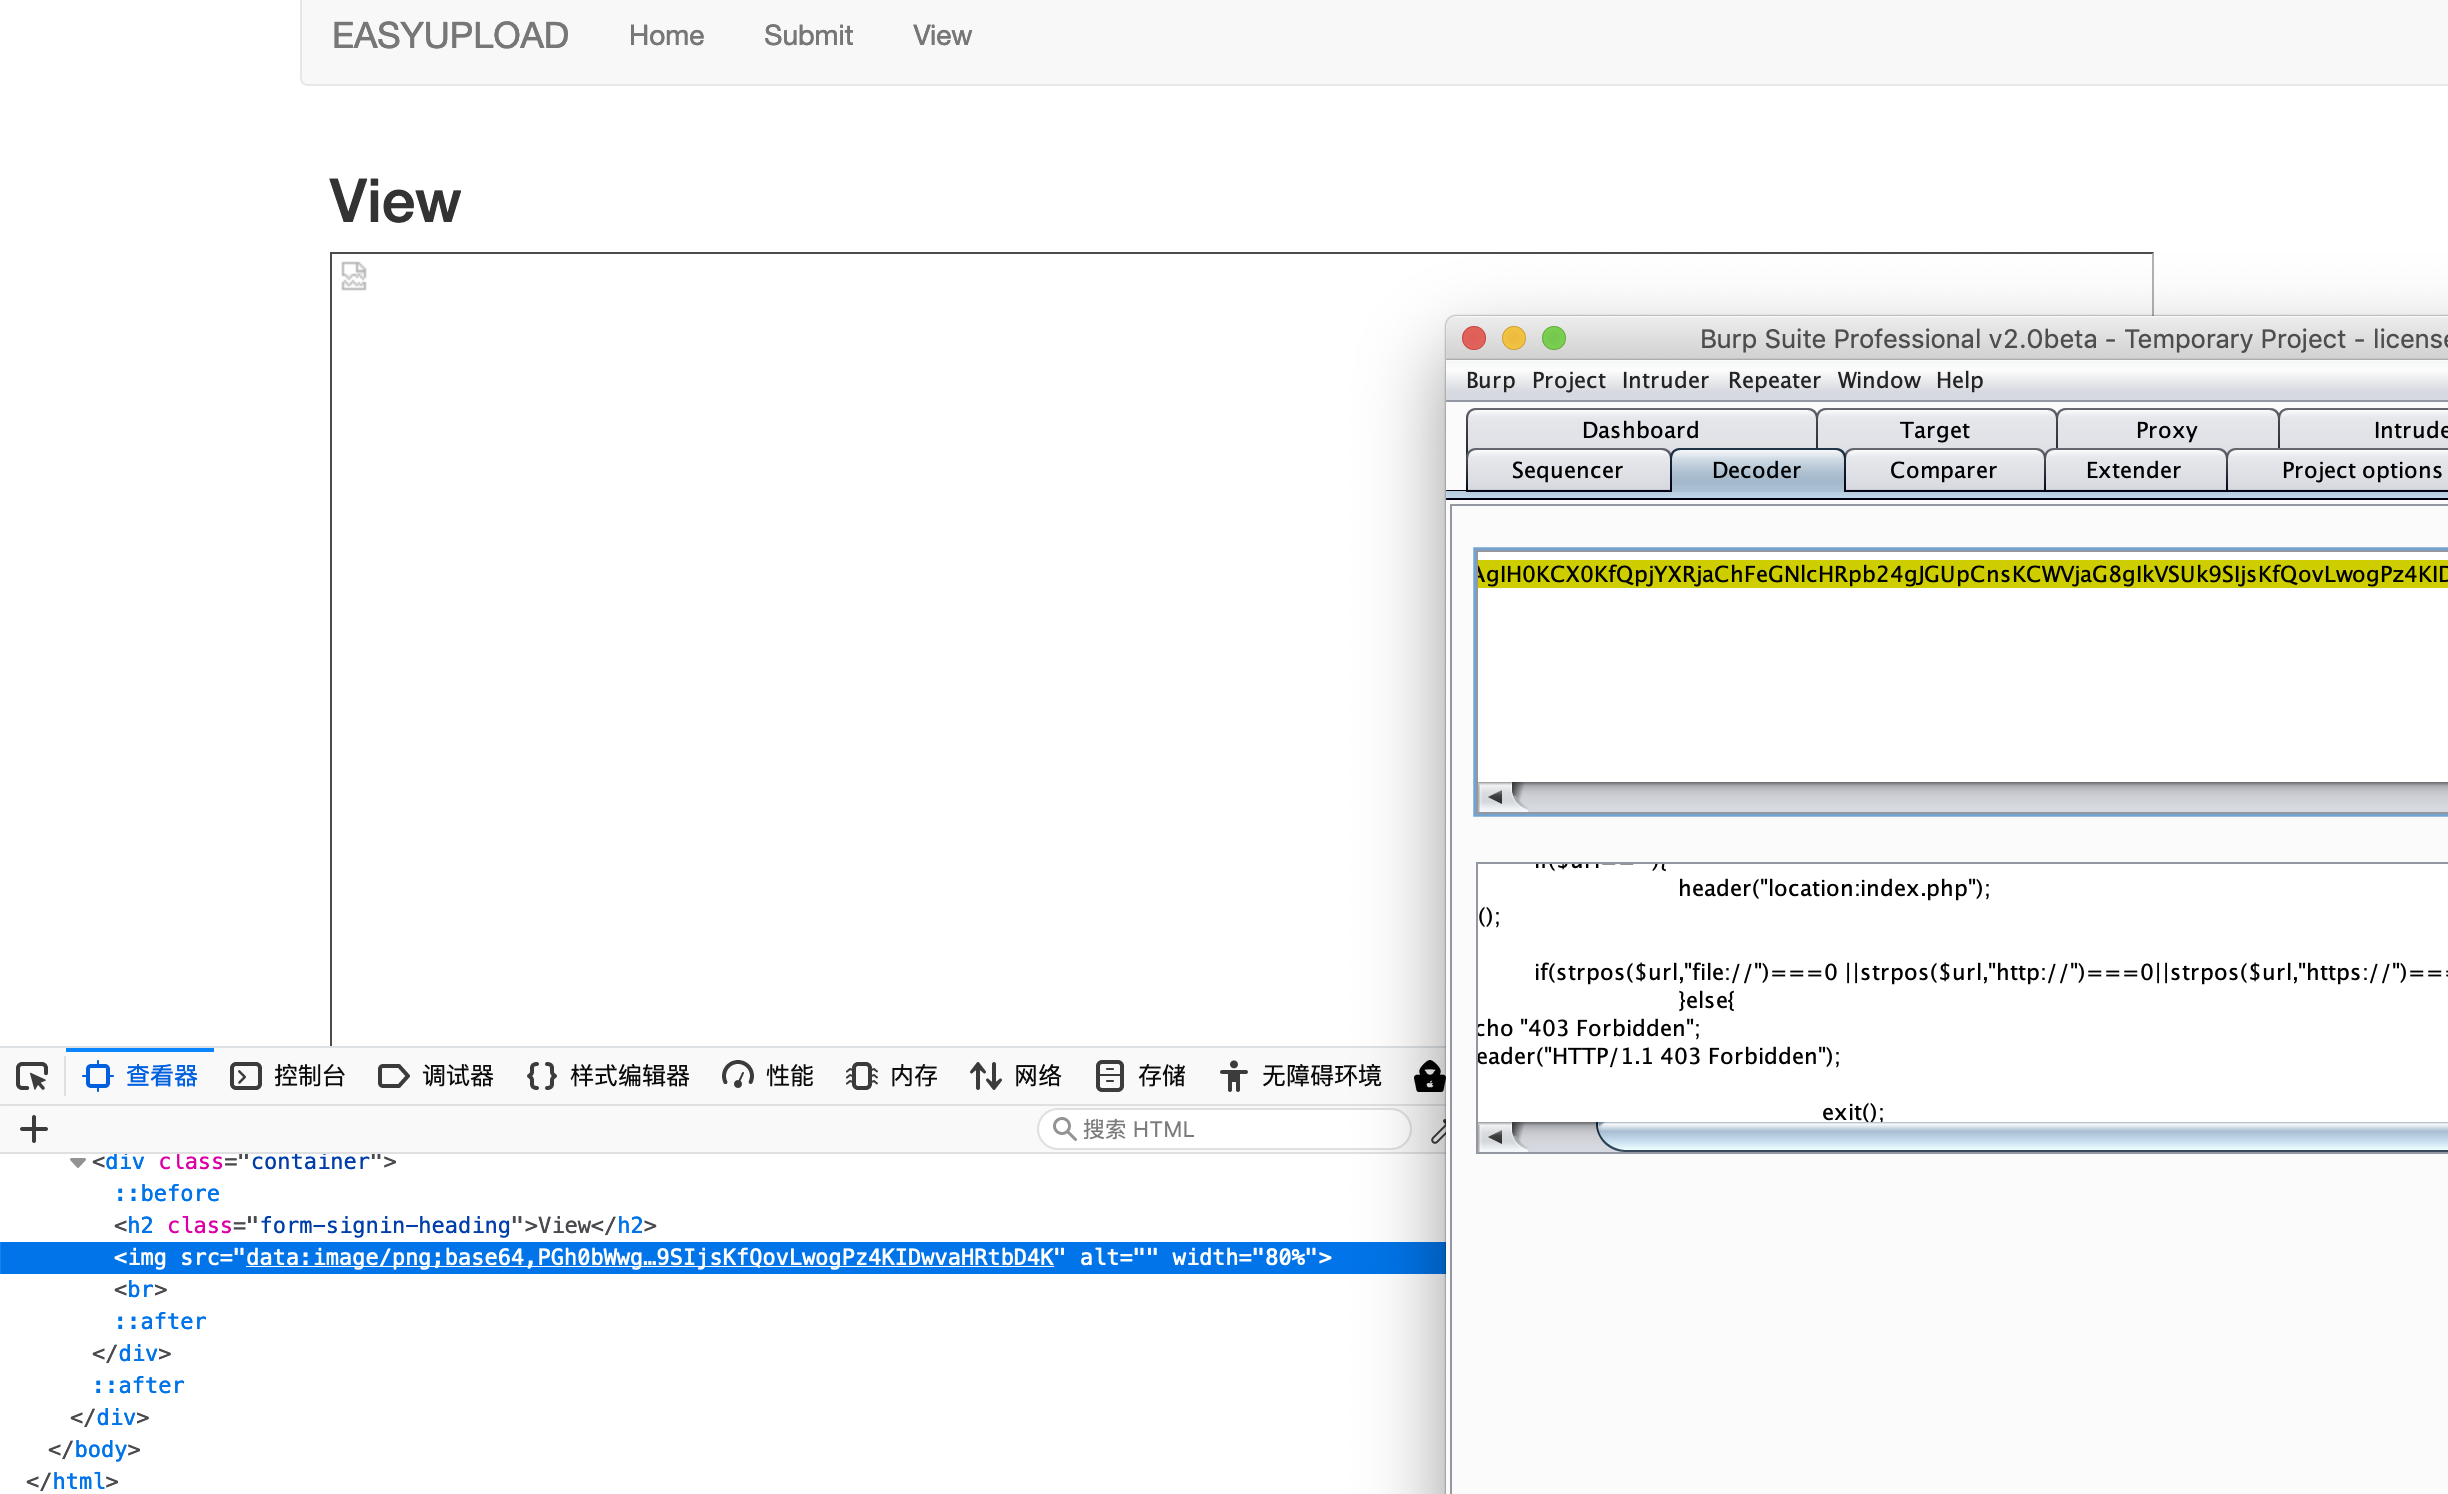 EASYUPLOAD Home Submit View
View
Burp Suite Professional v2.0beta - Temporary Project - license
Burp Project Intruder Repeater Window Help
Dashboard Target Proxy Intrude
Sequencer Decoder Comparer Extender Project options
AgIH0KCX0KfQpjYXRjaChFeGNlcHRpb24gJGUpCnsKCWVjaG8gIkVSUk9SIjsKfQovLwogPz4KID
header("location:index.php");
();
if(strpos($url,"file://")===0 ||strpos($url,"http://")===0||strpos($url,"https://")===
}else{
cho "403 Forbidden";
eader("HTTP/1.1 403 Forbidden");
exit();
查看器 控制台 调试器 样式编辑器 性能 内存 网络 存储 无障碍环境
搜索 HTML
<div class="container">
::before
<h2 class="form-signin-heading">View</h2>
<img src="data:image/png;base64,PGh0bWwg…9SIjsKfQovLwogPz4KIDwvaHRtbD4K" alt="" width="80%">
<br>
::after
</div>
::after
</div>
</body>
</html>